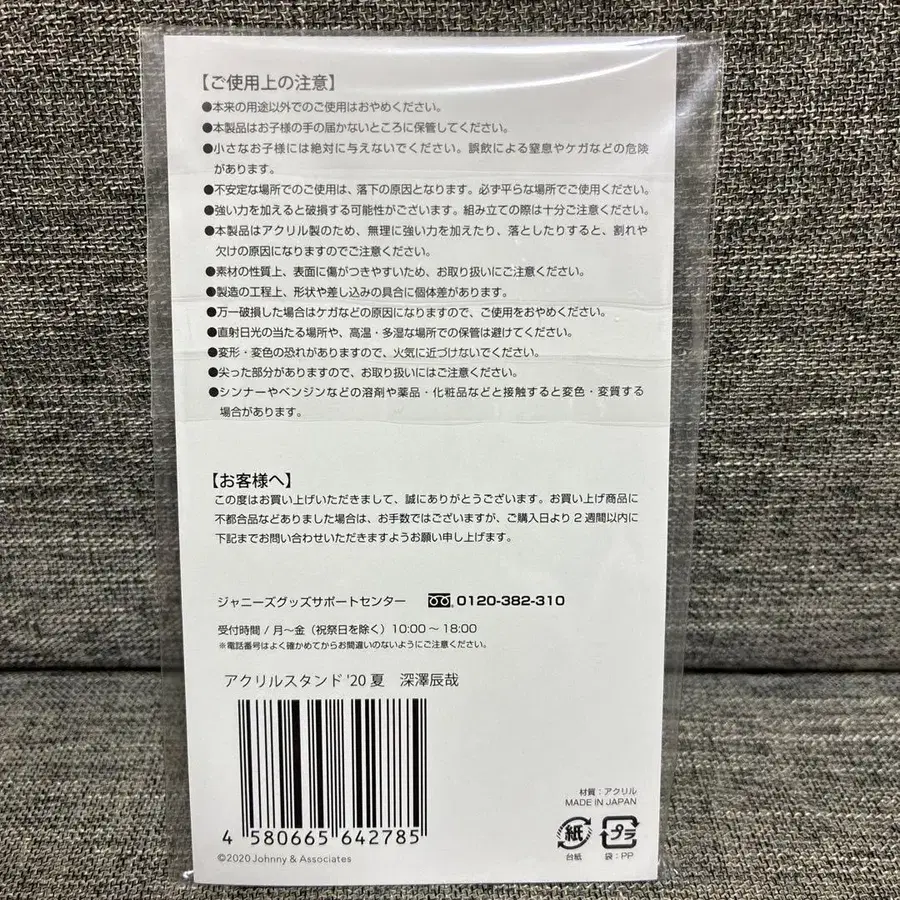 【ご使用上の注意】
●本来の用途以外でのご使用はおやめください。
●本製品はお子様の手の届かないところに保管してください。
●小さなお子様には絶対に与えないでください。誤飲による窒息やケガなどの危険
があります。
●不安定な場所でのご使用は、落下の原因となります。必ず平らな場所でご使用ください。
●強い力を加えると破損する可能性がございます。組み立ての際は十分ご注意ください。
●本製品はアクリル製のため、無理に強い力を加えたり、落としたりすると、割れや
欠けの原因になりますのでご注意ください。
●素材の性質上、表面に傷がつきやすいため、お取り扱いにご注意ください。
●製造の工程上、形状や差し込みの具合に個体差があります。
●万一破損した場合はケガなどの原因になりますので、ご使用をおやめください。
●直射日光の当たる場所や、高温・多湿な場所での保管は避けてください。
●変形・変色の恐れがありますので、火気に近づけないでください。
●尖った部分がありますので、お取り扱いにはご注意ください。
●シンナーやベンジンなどの溶剤や薬品・化粧品などと接触すると変色・変質する
場合があります。
【お客様へ】
この度はお買い上げいただきまして、誠にありがとうございます。お買い上げ商品に
不都合品などありました場合は、お手数ではございますが、ご購入日より2週間以内に
下記までお問い合わせいただきますようお願い申し上げます。
ジャニーズグッズサポートセンター 0120-382-310
受付時間 / 月〜金(祝祭日を除く)10:00〜18:00
※電話番号はよく確かめてからお間違いのないようにご注意ください。
アクリルスタンド '20 夏 深澤辰哉
4 580665 642785
©2020 Johnny & Associates
材質:アクリル
MADE IN JAPAN
紙 プラ
台紙 袋:PP